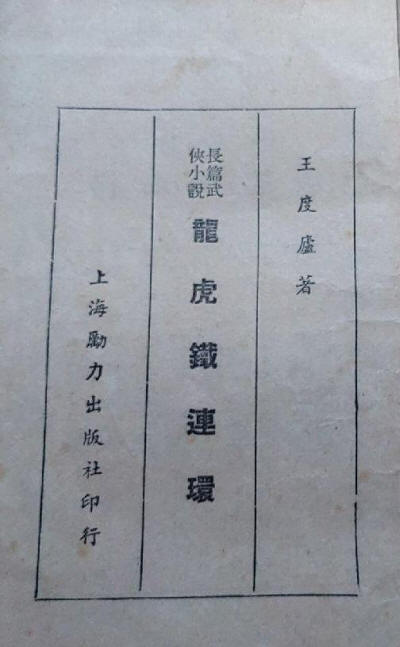 王度廬著
長篇武
俠小說
龍虎鐵連環
上海勵力出版社印行